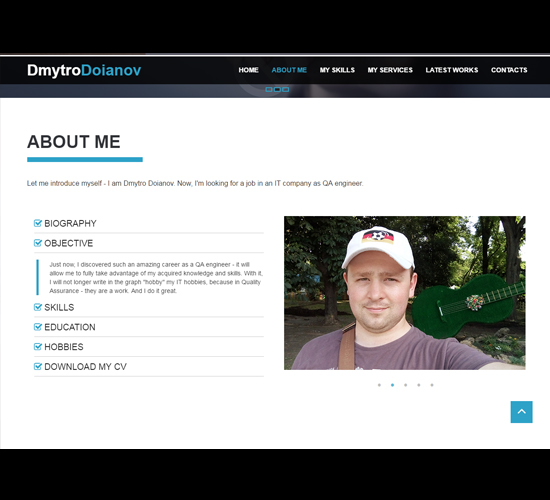 DmytroDoianov
HOME ABOUT ME MY SKILLS MY SERVICES LATEST WORKS CONTACTS
ABOUT ME
Let me introduce myself - I am Dmytro Doianov. Now, I'm looking for a job in an IT company as QA engineer.
BIOGRAPHY
OBJECTIVE
Just now, I discovered such an amazing career as a QA engineer - it will
allow me to fully take advantage of my acquired knowledge and skills. With it,
I will not longer write in the graph "hobby" my IT hobbies, because in Quality
Assurance - they are a work. And I do it great.
SKILLS
EDUCATION
HOBBIES
DOWNLOAD MY CV